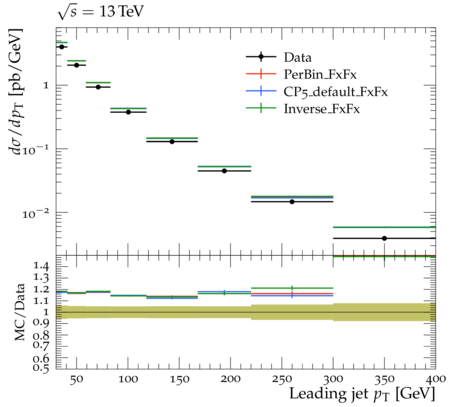 √s = 13 TeV
dσ/dpT [pb/GeV]
1
10⁻¹
10⁻²
Data
PerBin_FxFx
CP5_default_FxFx
Inverse_FxFx
MC/Data
1.4
1.3
1.2
1.1
1
0.9
0.8
0.7
0.6
0.5
50 100 150 200 250 300 350 400
Leading jet pT [GeV]